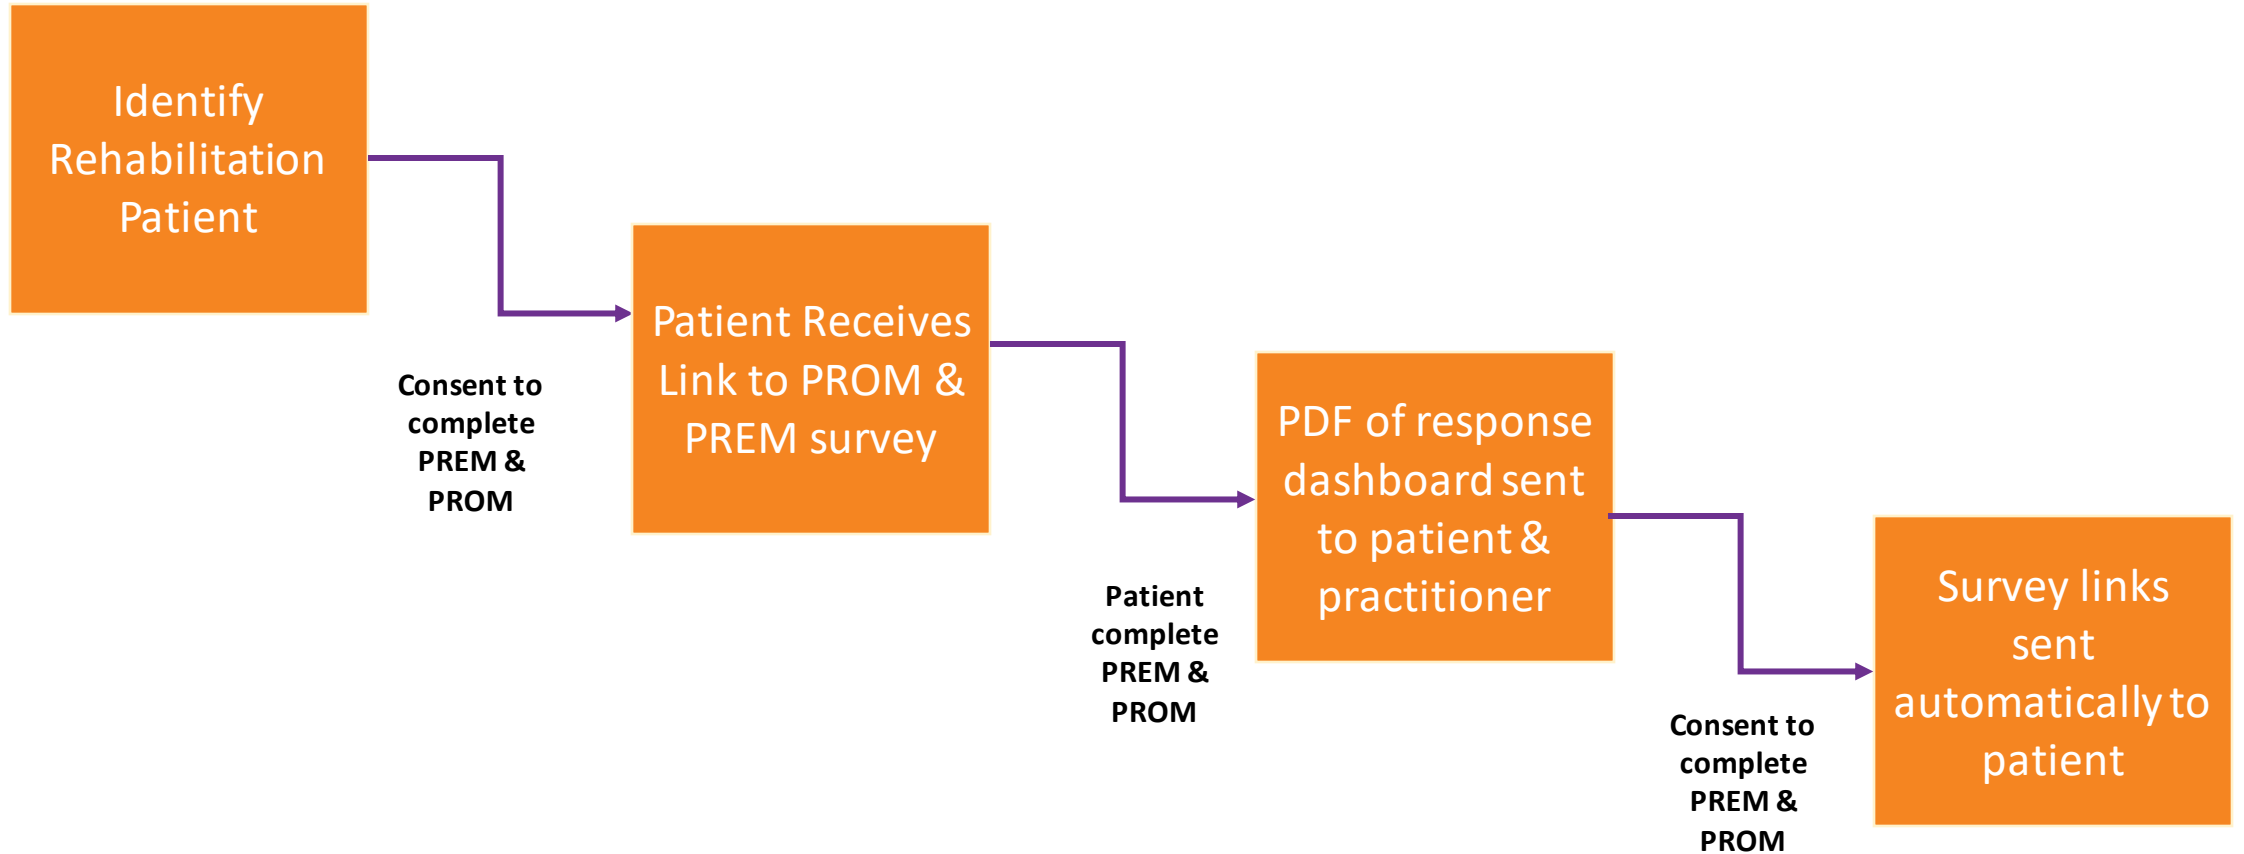 Identify
Rehabilitation
Patient
Consent to
complete
PREM &
PROM
Patient Receives
Link to PROM &
PREM survey
Patient
complete
PREM &
PROM
PDF of response
dashboard sent
to patient &
practitioner
Consent to
complete
PREM &
PROM
Survey links
sent
automatically to
patient